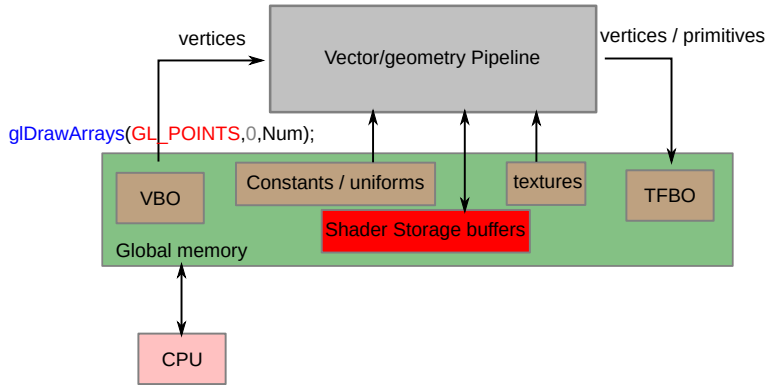 vertices
Vector/geometry Pipeline
vertices / primitives
glDrawArrays(GL_POINTS,0,Num);
VBO
Constants / uniforms
textures
TFBO
Shader Storage buffers
Global memory
CPU